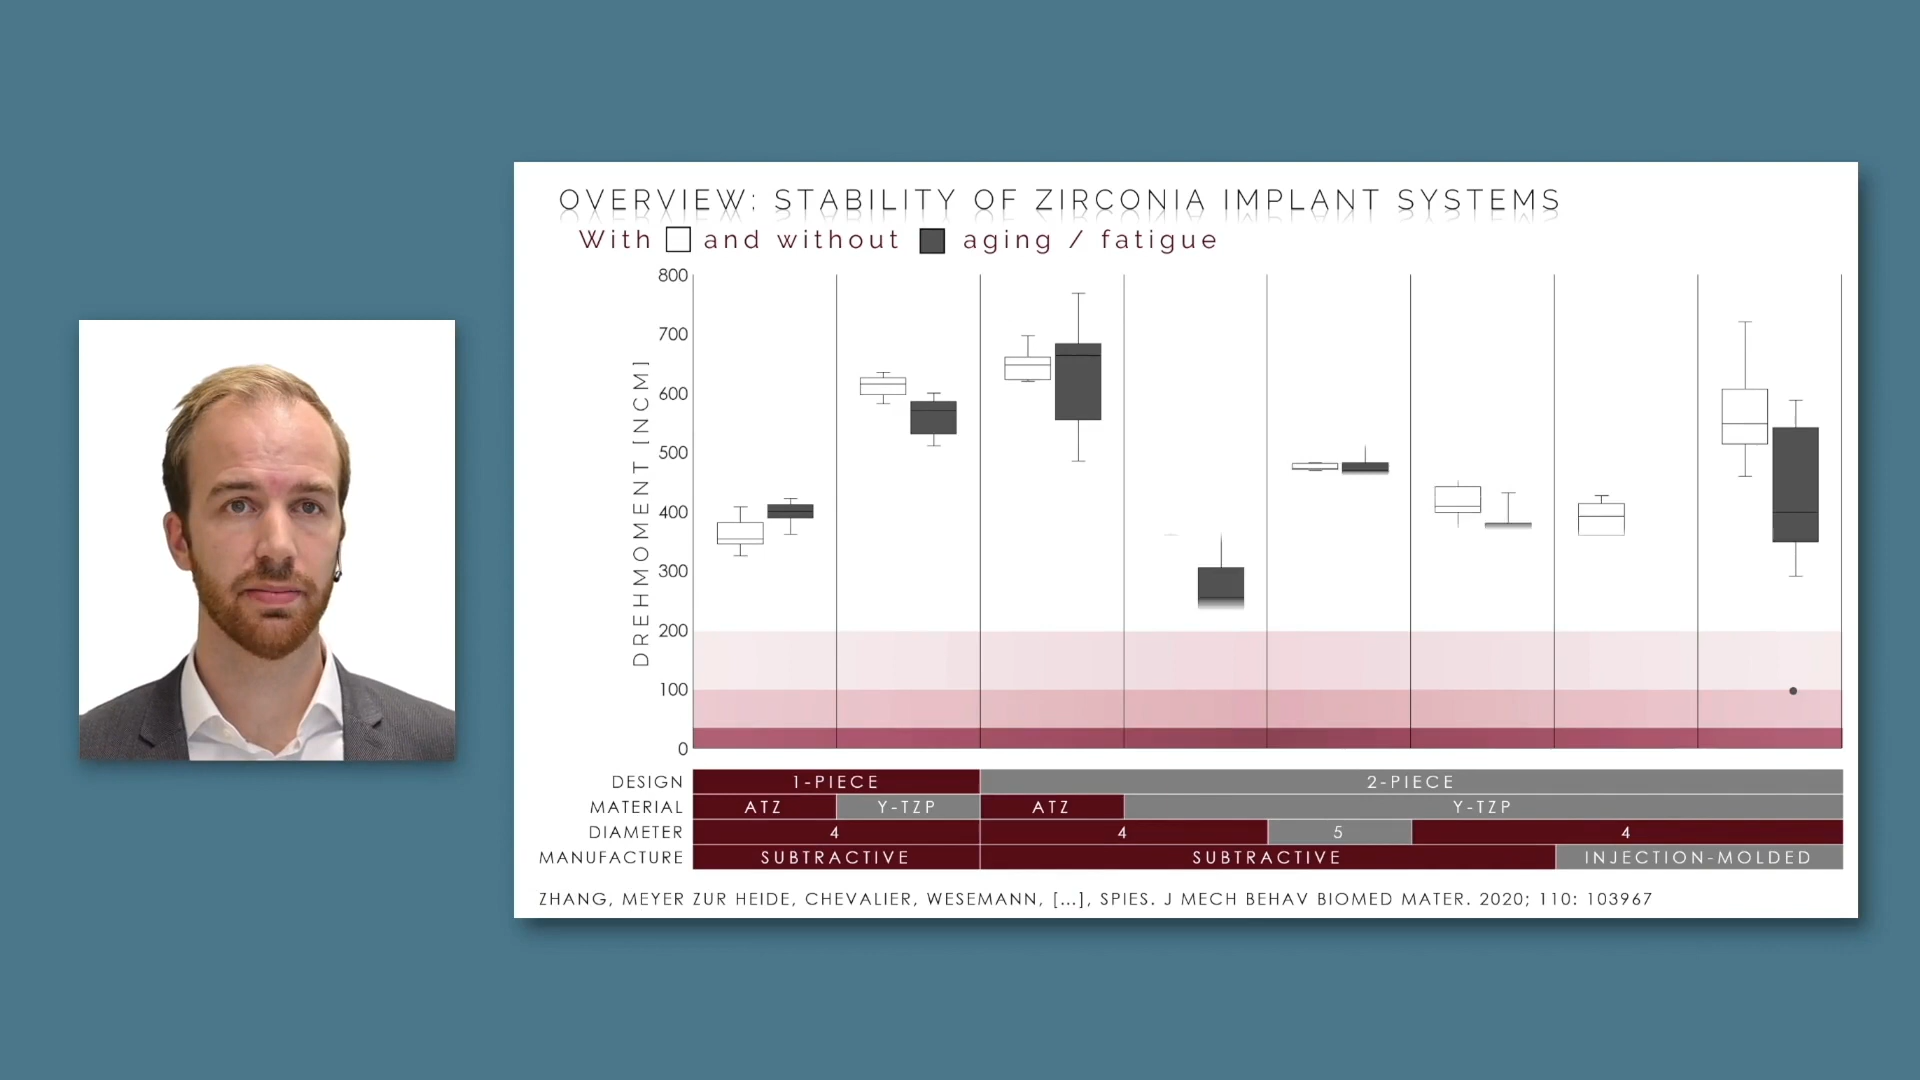 OVERVIEW: STABILITY OF ZIRCONIA IMPLANT SYSTEMS
With and without aging / fatigue
DREHMOMENT [NCM]
800
700
600
500
400
300
200
100
0
DESIGN 1-PIECE 2-PIECE
MATERIAL ATZ Y-TZP ATZ Y-TZP
DIAMETER 4 4 5 4
MANUFACTURE SUBTRACTIVE SUBTRACTIVE INJECTION-MOLDED
ZHANG, MEYER ZUR HEIDE, CHEVALIER, WESEMANN, [...], SPIES. J MECH BEHAV BIOMED MATER. 2020; 110: 103967